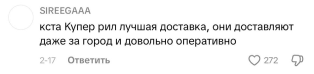 SIREEGAAA
кста Купер рил лучшая доставка, они доставляют
даже за город и довольно оперативно
2-17 Ответить 272